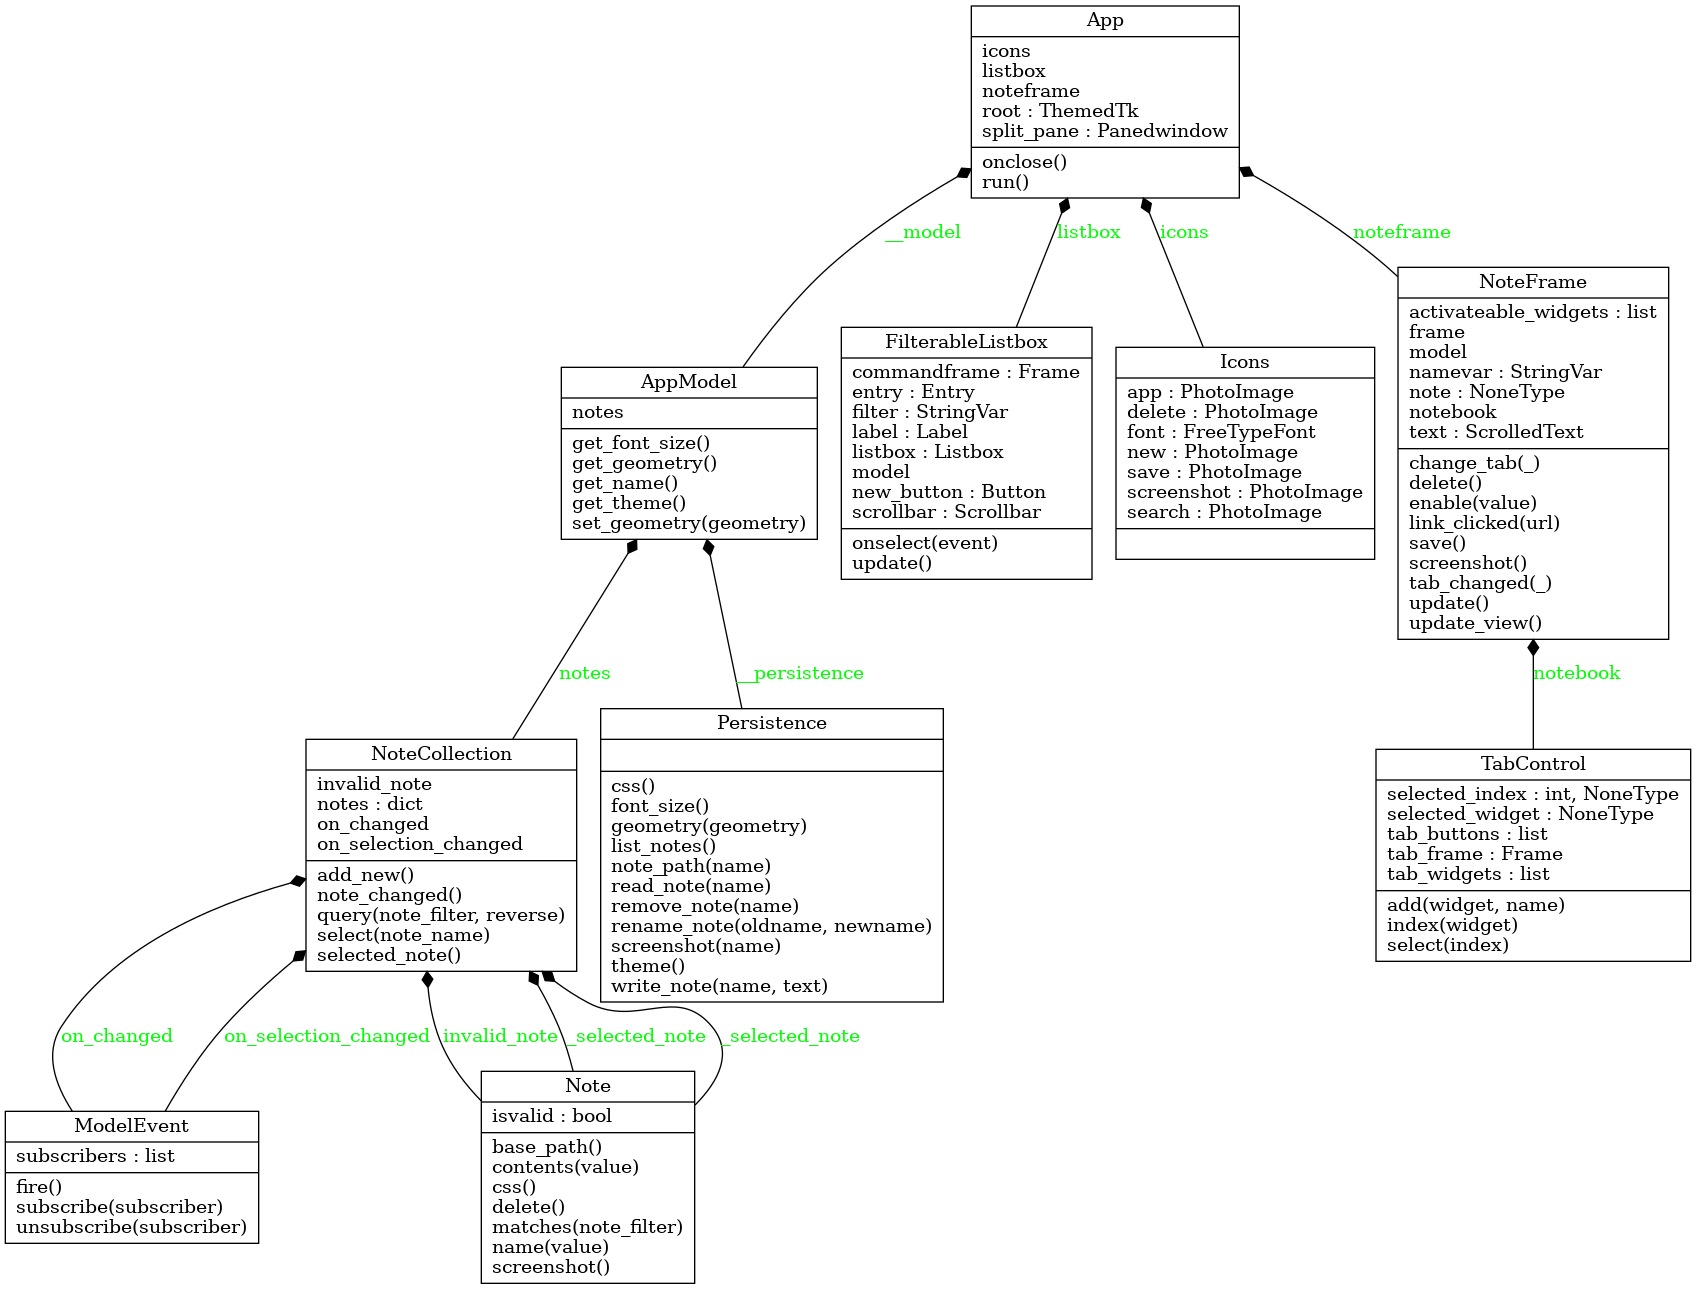 App
icons
listbox
noteframe
root : ThemedTk
split_pane : Panedwindow
onclose()
run()
__model
listbox
icons
noteframe
AppModel
notes
get_font_size()
get_geometry()
get_name()
get_theme()
set_geometry(geometry)
FilterableListbox
commandframe : Frame
entry : Entry
filter : StringVar
label : Label
listbox : Listbox
model
new_button : Button
scrollbar : Scrollbar
onselect(event)
update()
Icons
app : PhotoImage
delete : PhotoImage
font : FreeTypeFont
new : PhotoImage
save : PhotoImage
screenshot : PhotoImage
search : PhotoImage
NoteFrame
activateable_widgets : list
frame
model
namevar : StringVar
note : NoneType
notebook
text : ScrolledText
change_tab(_)
delete()
enable(value)
link_clicked(url)
save()
screenshot()
tab_changed(_)
update()
update_view()
notes
__persistence
notebook
NoteCollection
invalid_note
notes : dict
on_changed
on_selection_changed
add_new()
note_changed()
query(note_filter, reverse)
select(note_name)
selected_note()
Persistence
css()
font_size()
geometry(geometry)
list_notes()
note_path(name)
read_note(name)
remove_note(name)
rename_note(oldname, newname)
screenshot(name)
theme()
write_note(name, text)
TabControl
selected_index : int, NoneType
selected_widget : NoneType
tab_buttons : list
tab_frame : Frame
tab_widgets : list
add(widget, name)
index(widget)
select(index)
on_changed
on_selection_changed
invalid_note
_selected_note
_selected_note
ModelEvent
subscribers : list
fire()
subscribe(subscriber)
unsubscribe(subscriber)
Note
isvalid : bool
base_path()
contents(value)
css()
delete()
matches(note_filter)
name(value)
screenshot()